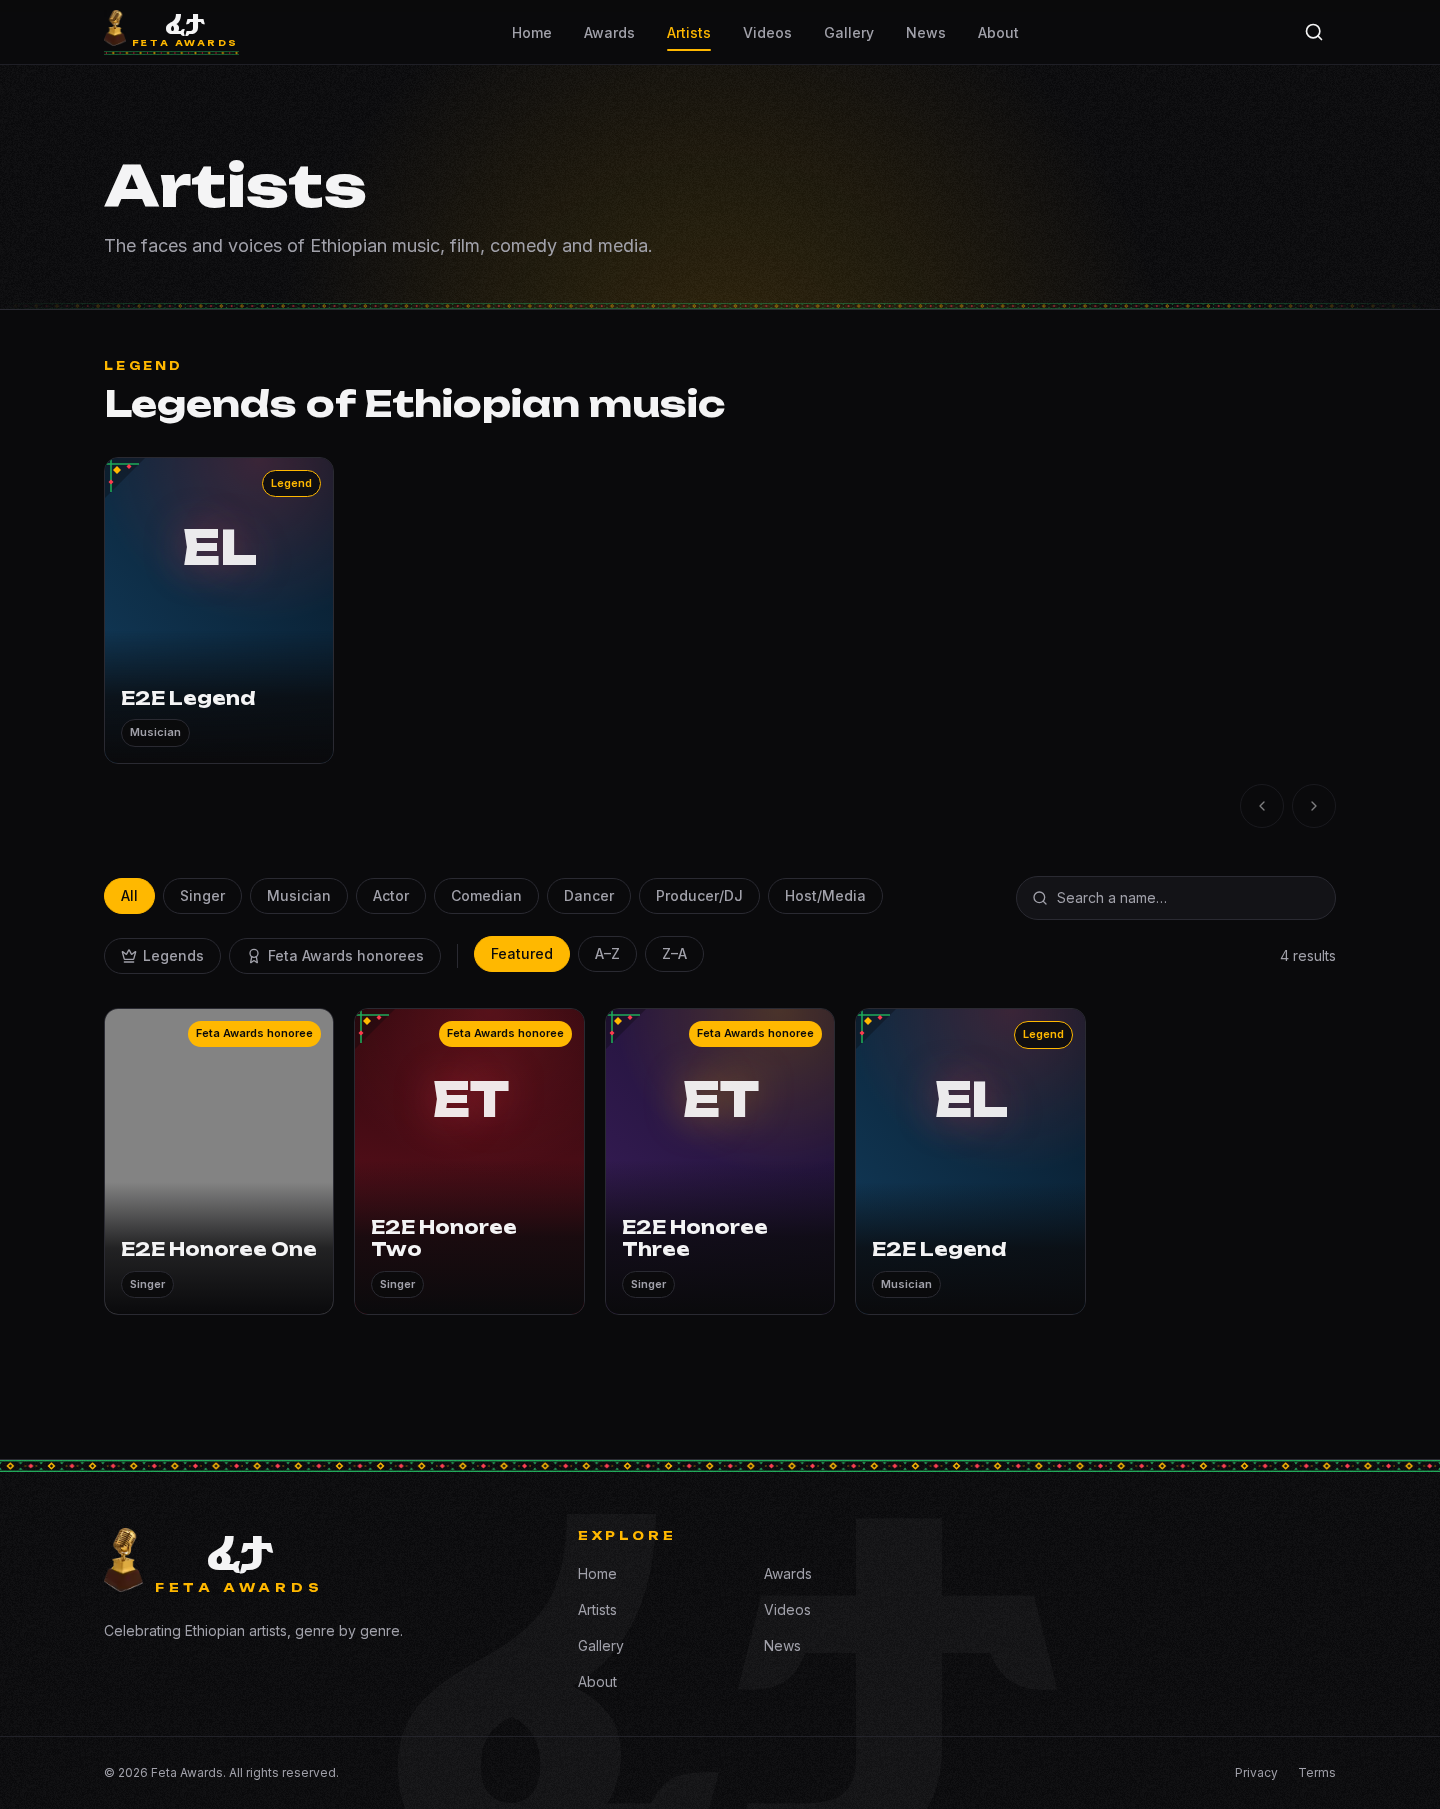 ፈታ
FETA AWARDS
Home Awards Artists Videos Gallery News About
Artists
The faces and voices of Ethiopian music, film, comedy and media.
LEGEND
Legends of Ethiopian music
Legend
EL
E2E Legend
Musician
All Singer Musician Actor Comedian Dancer Producer/DJ Host/Media
Search a name…
Legends Feta Awards honorees Featured A–Z Z–A
4 results
Feta Awards honoree
E2E Honoree One
Singer
Feta Awards honoree
ET
E2E Honoree
Two
Singer
Feta Awards honoree
ET
E2E Honoree
Three
Singer
Legend
EL
E2E Legend
Musician
ፈታ
FETA AWARDS
Celebrating Ethiopian artists, genre by genre.
EXPLORE
Home Awards
Artists Videos
Gallery News
About
ፈታ
© 2026 Feta Awards. All rights reserved.
Privacy Terms